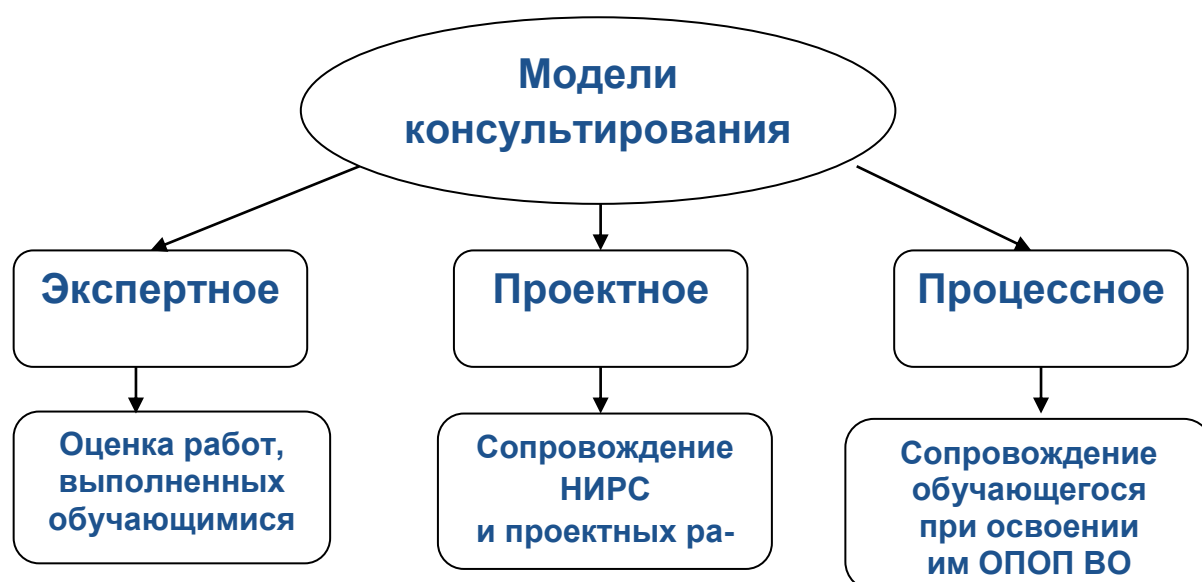 Модели
консультирования
Экспертное
Проектное
Процессное
Оценка работ,
выполненных
обучающимися
Сопровождение
НИРС
и проектных ра-
Сопровождение
обучающегося
при освоении
им ОПОП ВО